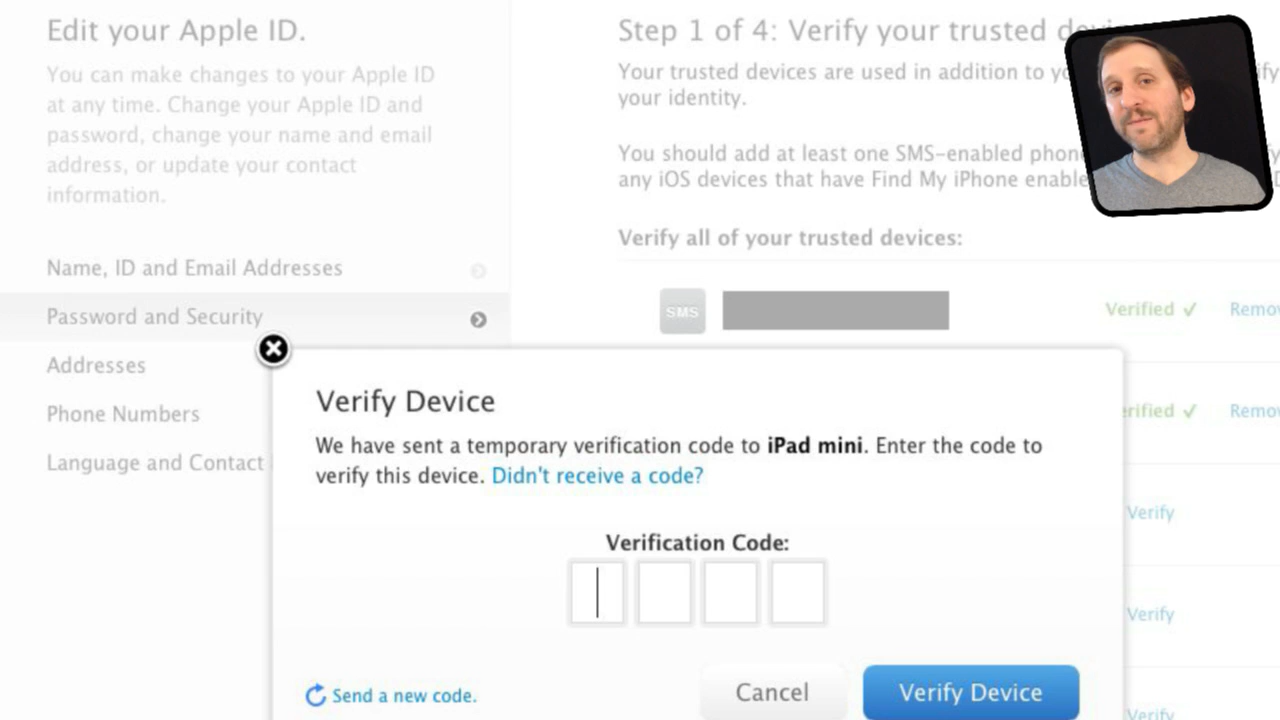 Edit your Apple ID.
You can make changes to your Apple ID
at any time. Change your Apple ID and
password, change your name and email
address, or update your contact
information.
Name, ID and Email Addresses
Password and Security
Addresses
Phone Numbers
Language and Contact
Step 1 of 4: Verify your trusted
Your trusted devices are used in addition to
your identity.
You should add at least one SMS-enabled
any iOS devices that have Find My iPhone
Verify all of your trusted devices:
SMS
Verified ✓
Verify Device
We have sent a temporary verification code to iPad mini. Enter the code to
verify this device. Didn't receive a code?
Verify
Verification Code:
Verify
Send a new code.
Cancel
Verify Device
Verify